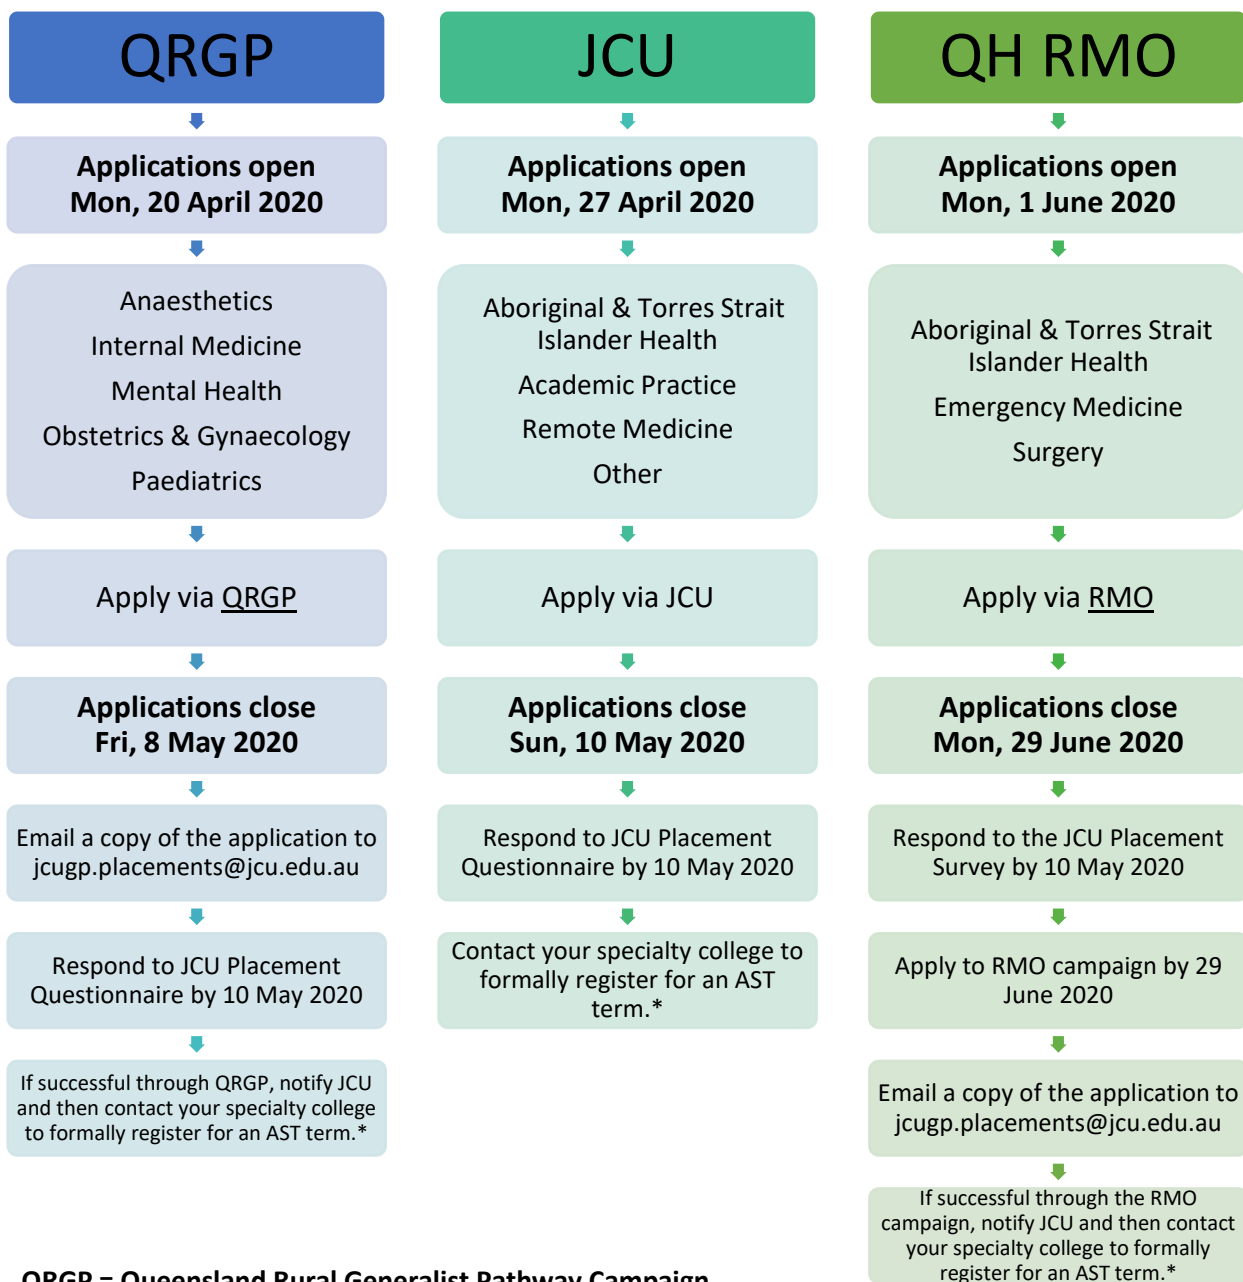 QRGP
Applications open
Mon, 20 April 2020
Anaesthetics
Internal Medicine
Mental Health
Obstetrics & Gynaecology
Paediatrics
Apply via QRGP
Applications close
Fri, 8 May 2020
Email a copy of the application to
jcugp.placements@jcu.edu.au
Respond to JCU Placement
Questionnaire by 10 May 2020
If successful through QRGP, notify JCU
and then contact your specialty college
to formally register for an AST term.*
JCU
Applications open
Mon, 27 April 2020
Aboriginal & Torres Strait
Islander Health
Academic Practice
Remote Medicine
Other
Apply via JCU
Applications close
Sun, 10 May 2020
Respond to JCU Placement
Questionnaire by 10 May 2020
Contact your specialty college to
formally register for an AST
term.*
QH RMO
Applications open
Mon, 1 June 2020
Aboriginal & Torres Strait
Islander Health
Emergency Medicine
Surgery
Apply via RMO
Applications close
Mon, 29 June 2020
Respond to the JCU Placement
Survey by 10 May 2020
Apply to RMO campaign by 29
June 2020
Email a copy of the application to
jcugp.placements@jcu.edu.au
If successful through the RMO
campaign, notify JCU and then contact
your specialty college to formally
register for an AST term.*
QRGP = Queensland Rural Generalist Pathway Campaign